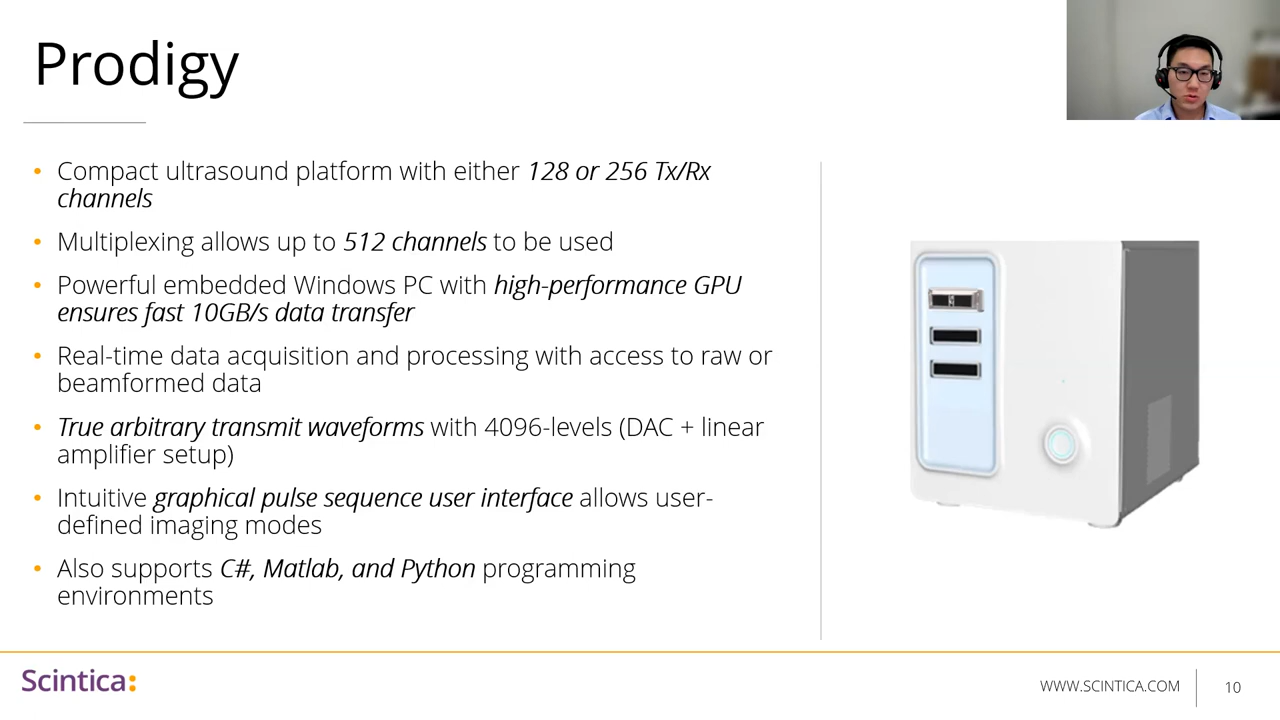 Prodigy
• Compact ultrasound platform with either 128 or 256 Tx/Rx
channels
• Multiplexing allows up to 512 channels to be used
• Powerful embedded Windows PC with high-performance GPU
ensures fast 10GB/s data transfer
• Real-time data acquisition and processing with access to raw or
beamformed data
• True arbitrary transmit waveforms with 4096-levels (DAC + linear
amplifier setup)
• Intuitive graphical pulse sequence user interface allows user-
defined imaging modes
• Also supports C#, Matlab, and Python programming
environments
Scintica:
WWW.SCINTICA.COM
10